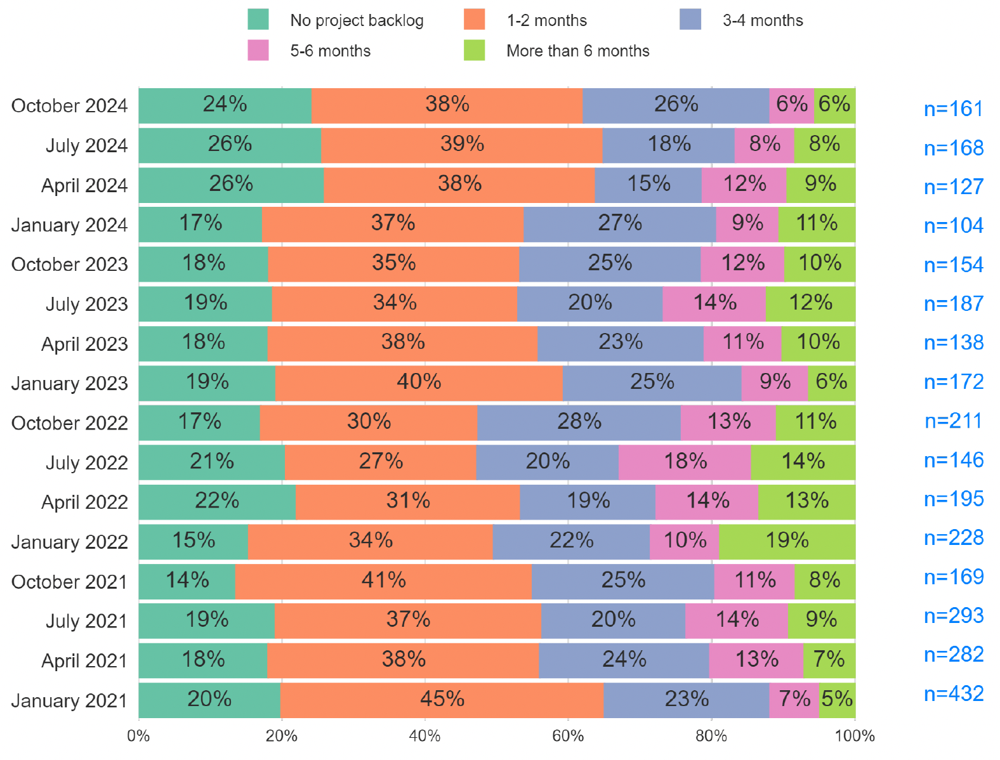 No project backlog 1-2 months 3-4 months
5-6 months More than 6 months
October 2024 24% 38% 26% 6% 6% n=161
July 2024 26% 39% 18% 8% 8% n=168
April 2024 26% 38% 15% 12% 9% n=127
January 2024 17% 37% 27% 9% 11% n=104
October 2023 18% 35% 25% 12% 10% n=154
July 2023 19% 34% 20% 14% 12% n=187
April 2023 18% 38% 23% 11% 10% n=138
January 2023 19% 40% 25% 9% 6% n=172
October 2022 17% 30% 28% 13% 11% n=211
July 2022 21% 27% 20% 18% 14% n=146
April 2022 22% 31% 19% 14% 13% n=195
January 2022 15% 34% 22% 10% 19% n=228
October 2021 14% 41% 25% 11% 8% n=169
July 2021 19% 37% 20% 14% 9% n=293
April 2021 18% 38% 24% 13% 7% n=282
January 2021 20% 45% 23% 7% 5% n=432
0% 20% 40% 60% 80% 100%